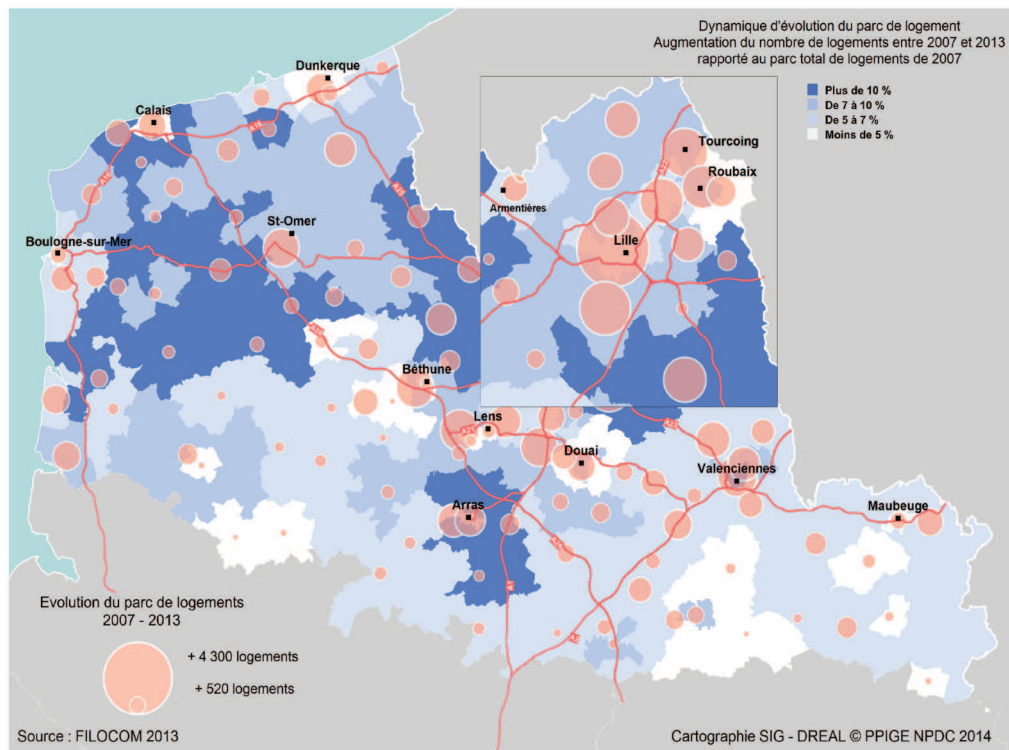 Dynamique d'évolution du parc de logement
Augmentation du nombre de logements entre 2007 et 2013
rapporté au parc total de logements de 2007
Plus de 10 %
De 7 à 10 %
De 5 à 7 %
Moins de 5 %
Dunkerque
Calais
Tourcoing
Roubaix
Armentières
Lille
St-Omer
Boulogne-sur-Mer
Béthune
Lens
Douai
Valenciennes
Arras
Maubeuge
Evolution du parc de logements
2007 - 2013
+ 4 300 logements
+ 520 logements
Source : FILOCOM 2013
Cartographie SIG - DREAL © PPIGE NPDC 2014